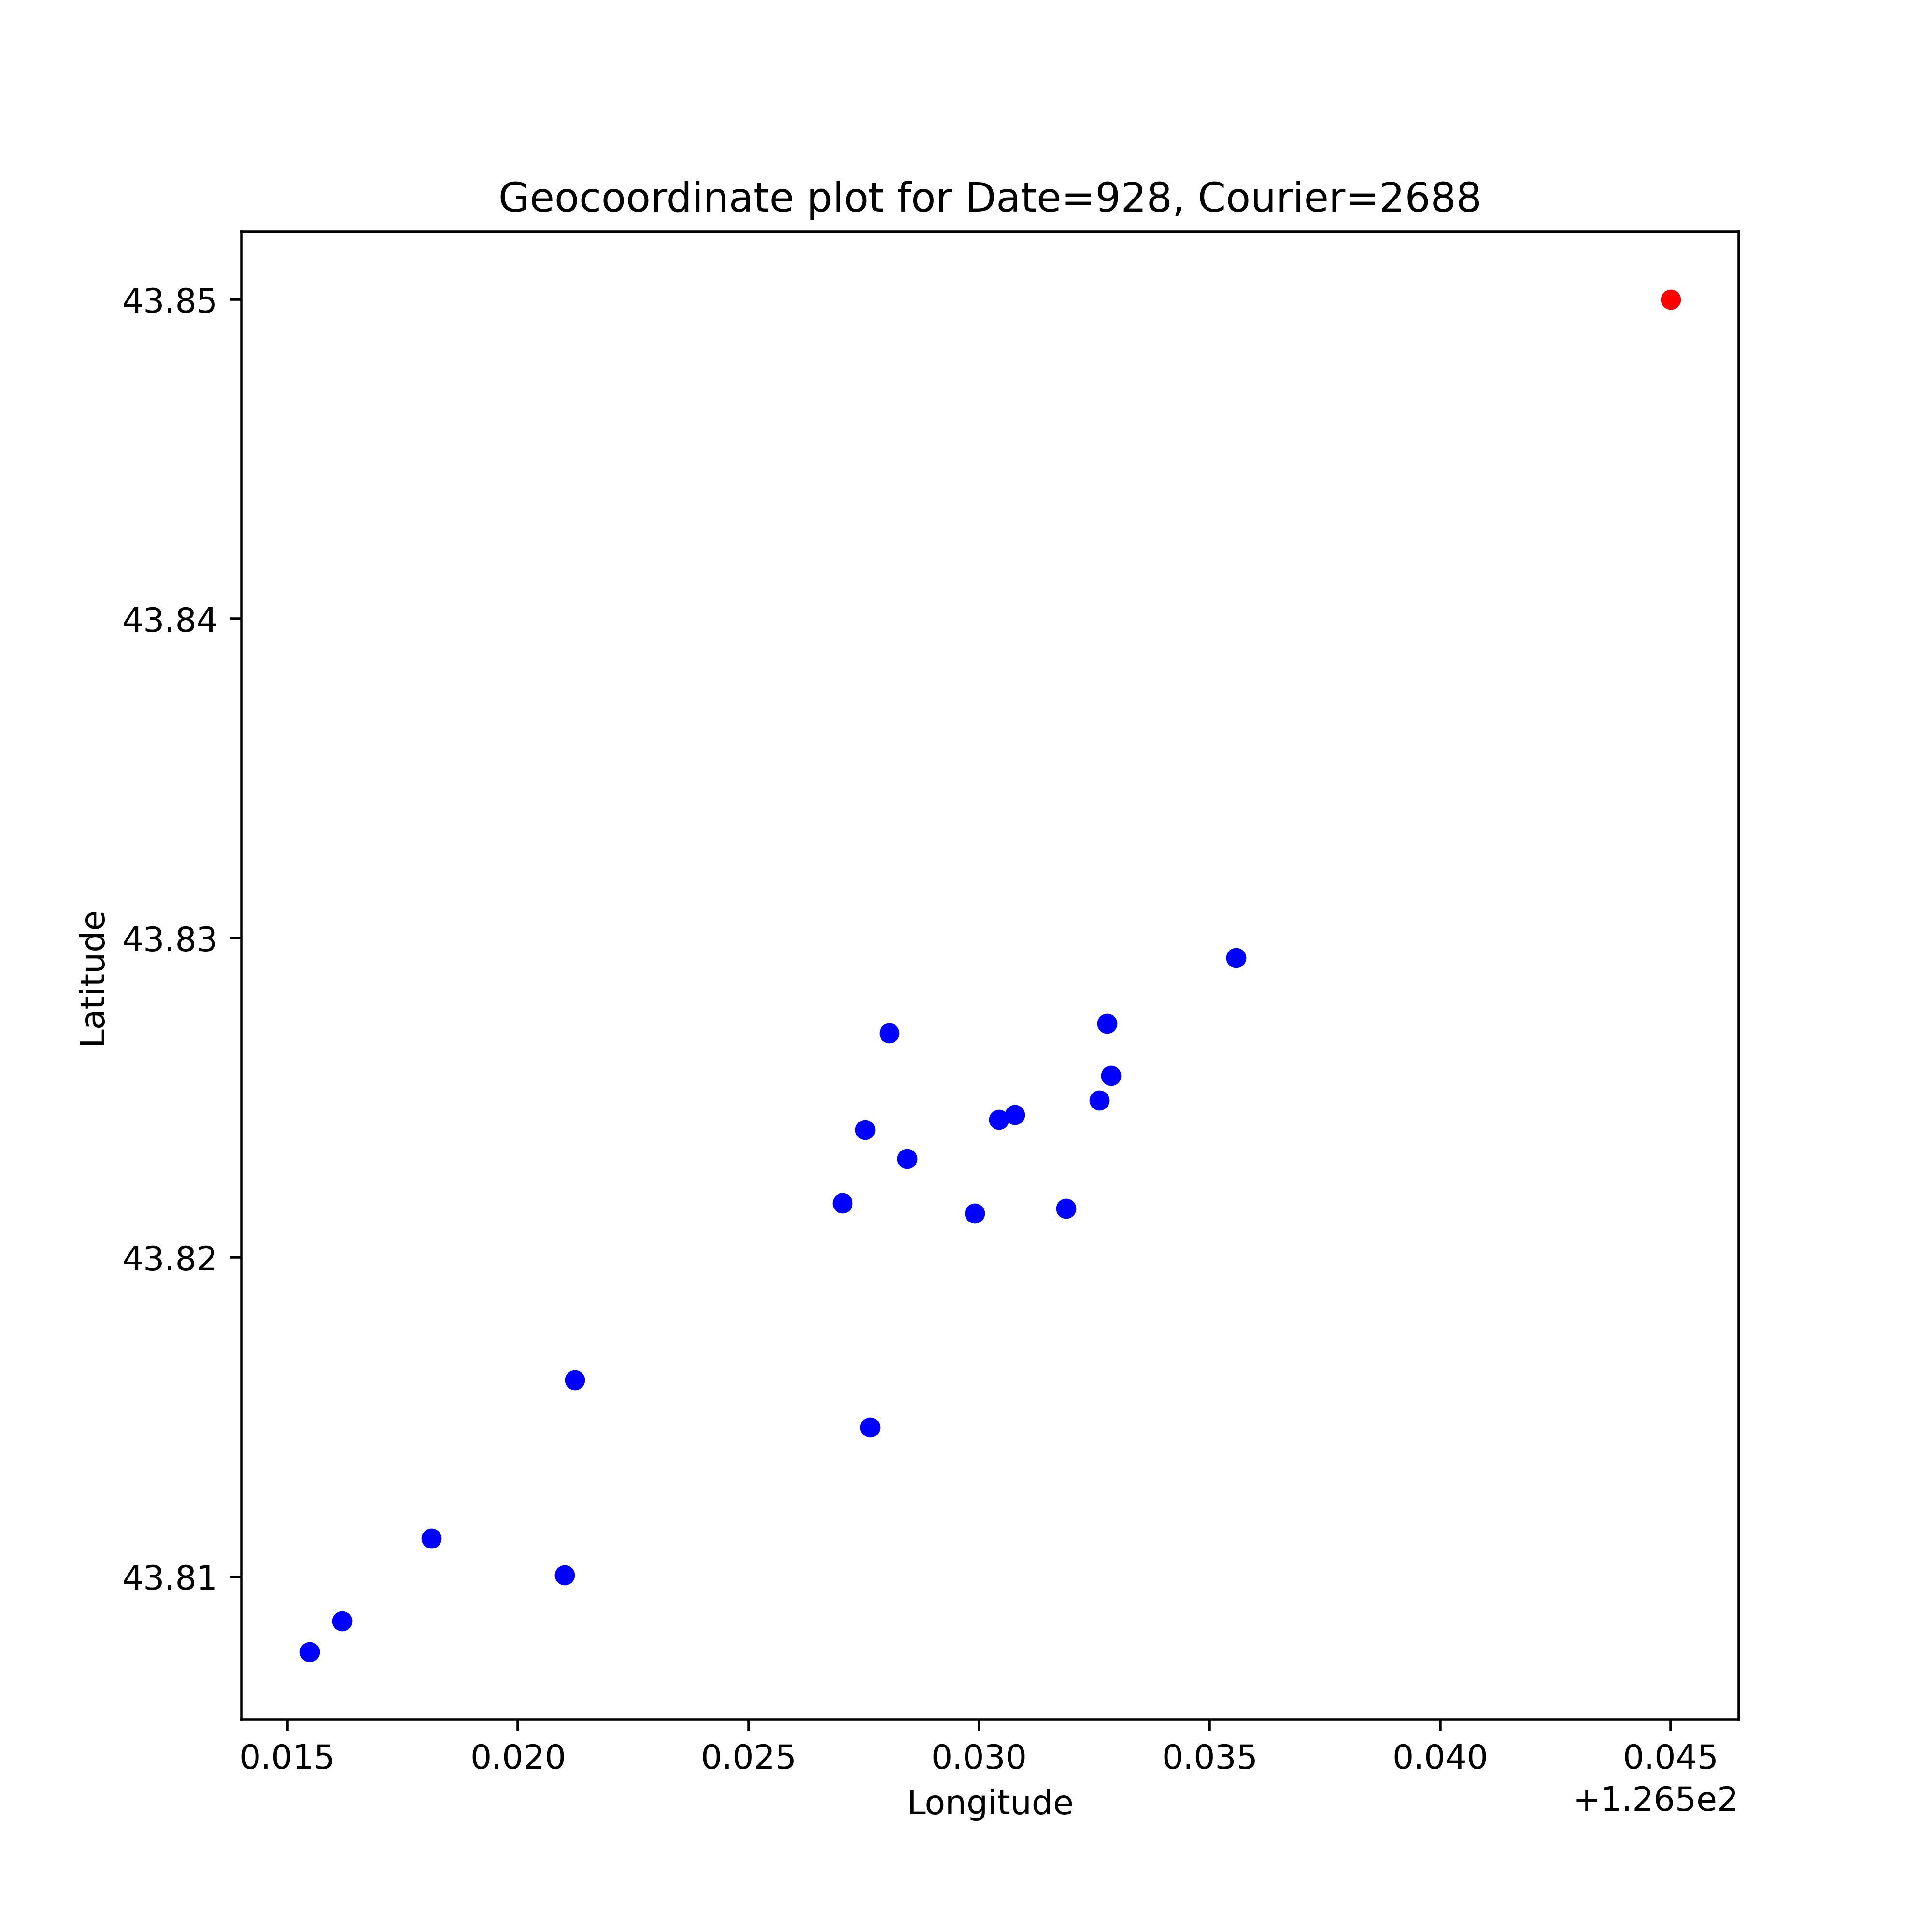 Geocoordinate plot for Date=928, Courier=2688
43.85
43.84
43.83
43.82
43.81
Latitude
0.015 0.020 0.025 0.030 0.035 0.040 0.045
Longitude
+1.265e2